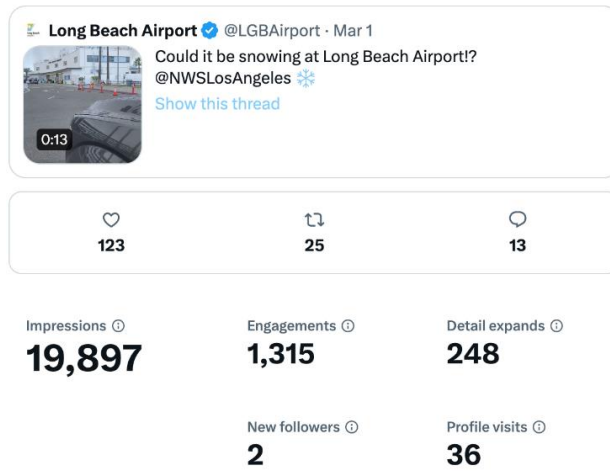 Long Beach Airport @LGBAirport · Mar 1
Could it be snowing at Long Beach Airport!?
@NWSLosAngeles ❄️
Show this thread
0:13
123 25 13
Impressions Engagements Detail expands
19,897 1,315 248
New followers Profile visits
2 36